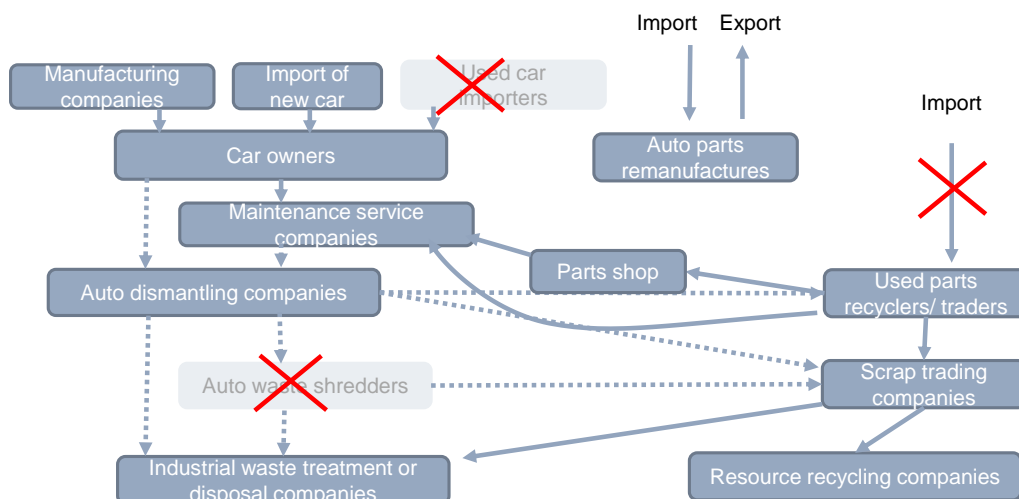 Import
Export
Manufacturing
companies
Import of
new car
Used car
importers
Import
Car owners
Auto parts
remanufactures
Maintenance service
companies
Parts shop
Auto dismantling companies
Used parts
recyclers/ traders
Auto waste shredders
Scrap trading
companies
Industrial waste treatment or
disposal companies
Resource recycling companies